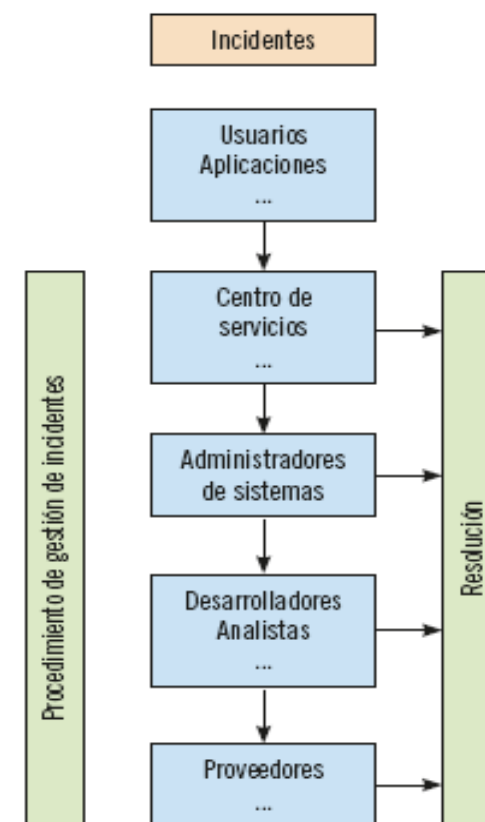 Incidentes
Usuarios
Aplicaciones
...
Centro de
servicios
...
Administradores
de sistemas
Desarrolladores
Analistas
...
Proveedores
...
Procedimiento de gestión de incidentes
Resolución